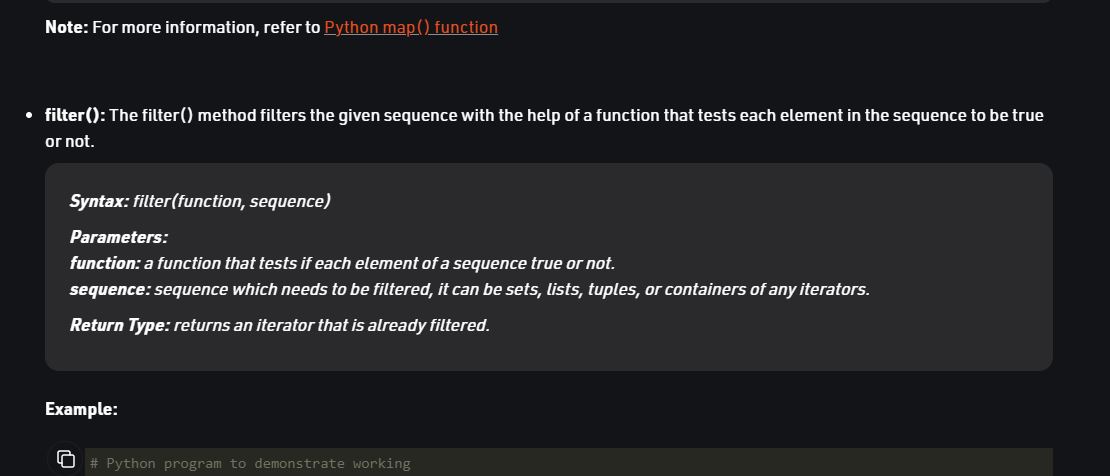 Note: For more information, refer to Python map() function
• filter(): The filter() method filters the given sequence with the help of a function that tests each element in the sequence to be true
or not.
Syntax: filter(function, sequence)
Parameters:
function: a function that tests if each element of a sequence true or not.
sequence: sequence which needs to be filtered, it can be sets, lists, tuples, or containers of any iterators.
Return Type: returns an iterator that is already filtered.
Example:
# Python program to demonstrate working